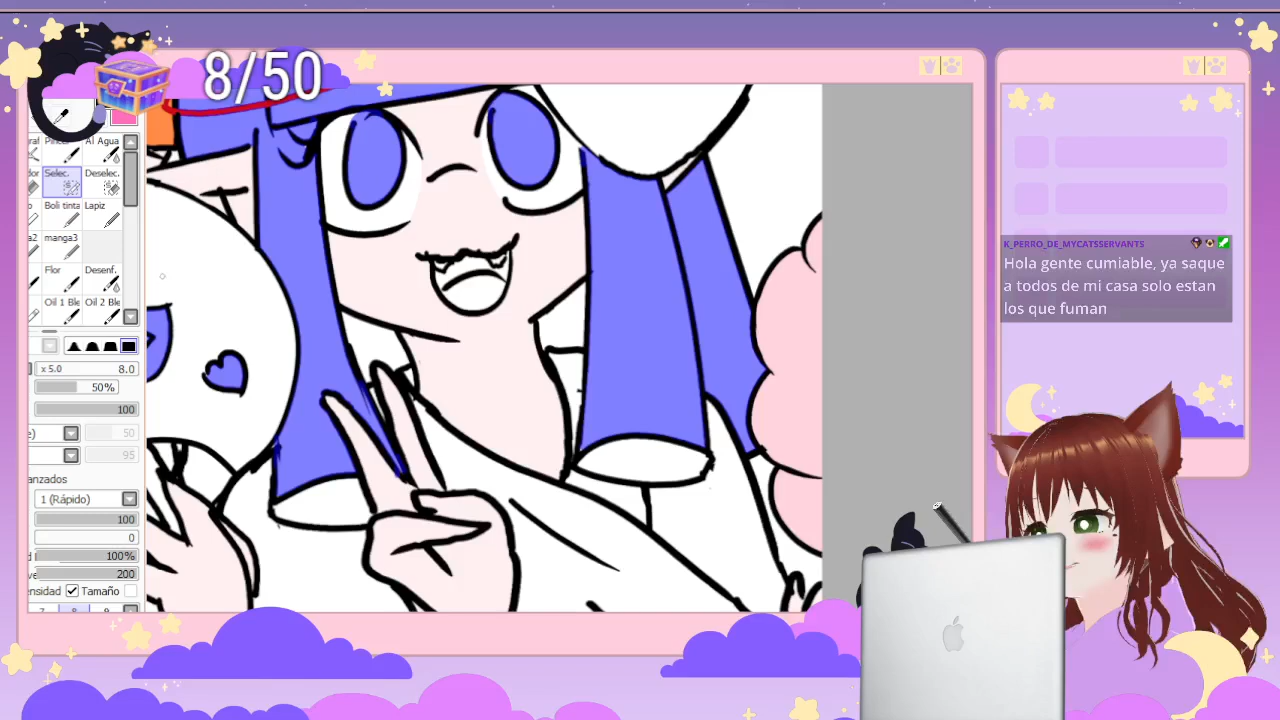 8/50
Al Agua
Selec.
Deselec.
Boli tinta
Lapiz
manga3
Flor
Desenf.
Oil 1 Ble
Oil 2 Ble
x 5.0
8.0
50%
100
50
95
anzados
1 (Rápido)
100
0
100%
200
ensidad
Tamaño
K_PERRO_DE_MYCATSSERVANTS
Hola gente cumiable, ya saque
a todos de mi casa solo estan
los que fuman